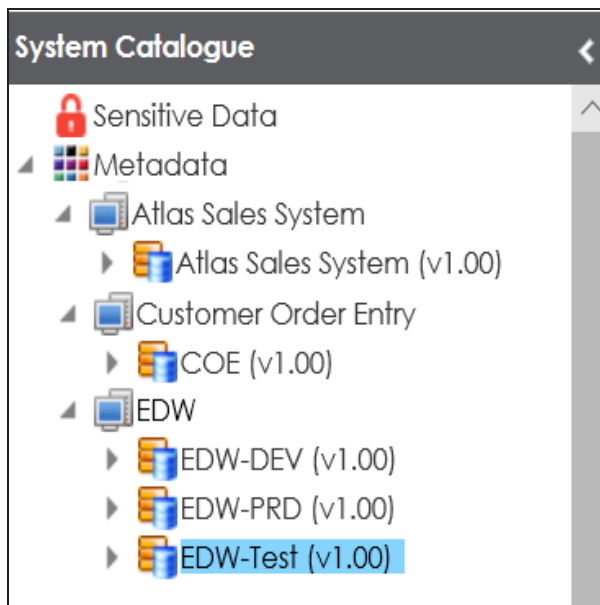 System Catalogue
Sensitive Data
Metadata
Atlas Sales System
Atlas Sales System (v1.00)
Customer Order Entry
COE (v1.00)
EDW
EDW-DEV (v1.00)
EDW-PRD (v1.00)
EDW-Test (v1.00)